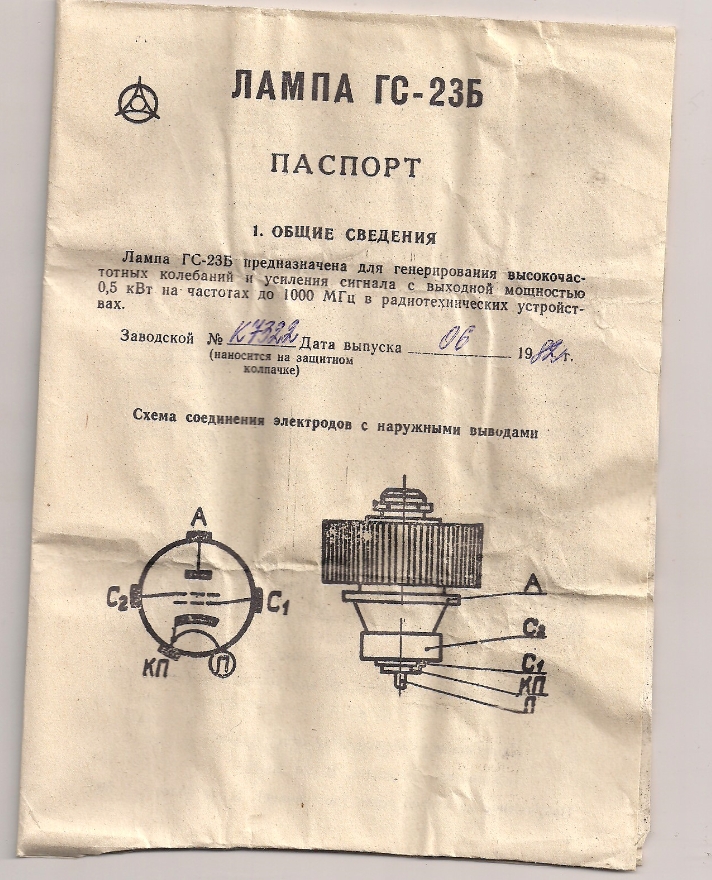 ЛАМПА ГС-23Б
ПАСПОРТ
1. ОБЩИЕ СВЕДЕНИЯ
Лампа ГС-23Б предназначена для генерирования высокочас-
тотных колебаний и усиления сигнала с выходной мощностью
0,5 кВт на частотах до 1000 МГц в радиотехнических устройст-
вах.
Заводской № К7322 Дата выпуска 06 1982 г.
(наносится на защитном
колпачке)
Схема соединения электродов с наружными выводами
А
С2
С1
КП
П
А
С2
С1
КП
П